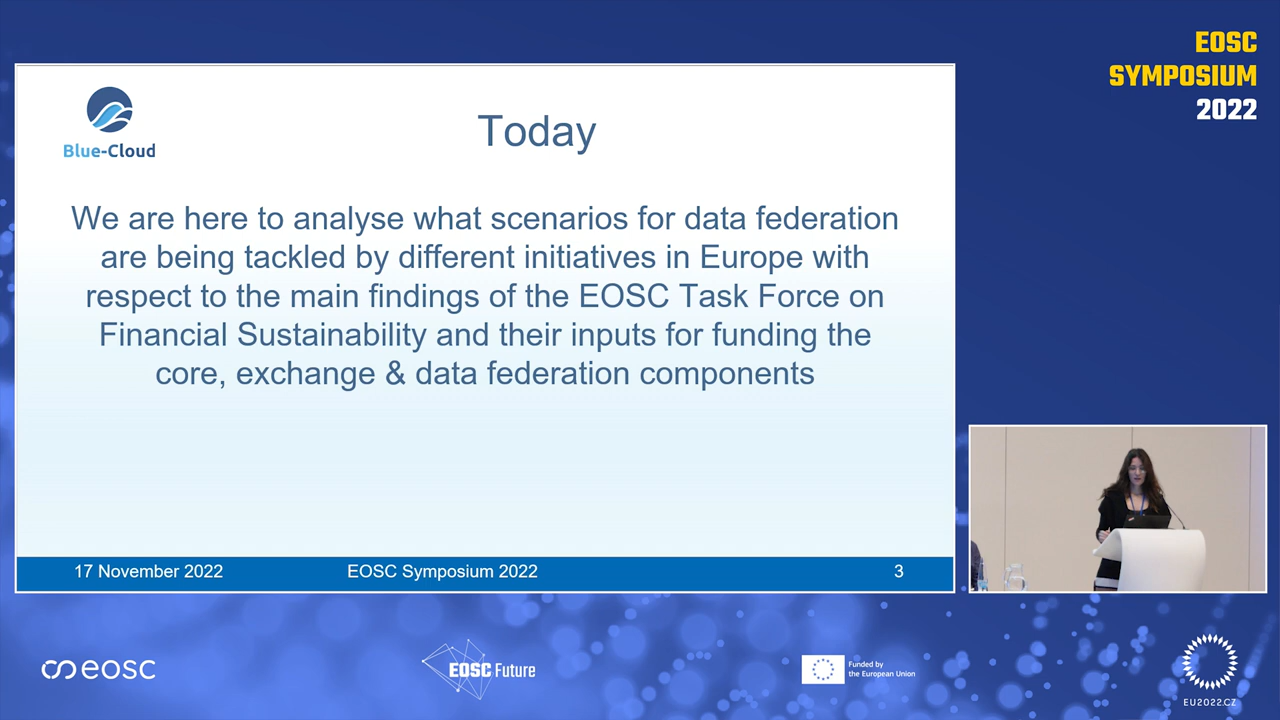 EOSC
SYMPOSIUM
2022
Blue-Cloud
Today
We are here to analyse what scenarios for data federation
are being tackled by different initiatives in Europe with
respect to the main findings of the EOSC Task Force on
Financial Sustainability and their inputs for funding the
core, exchange & data federation components
17 November 2022 EOSC Symposium 2022 3
eosc
EOSC Future
Funded by
the European Union
EU2022.CZ